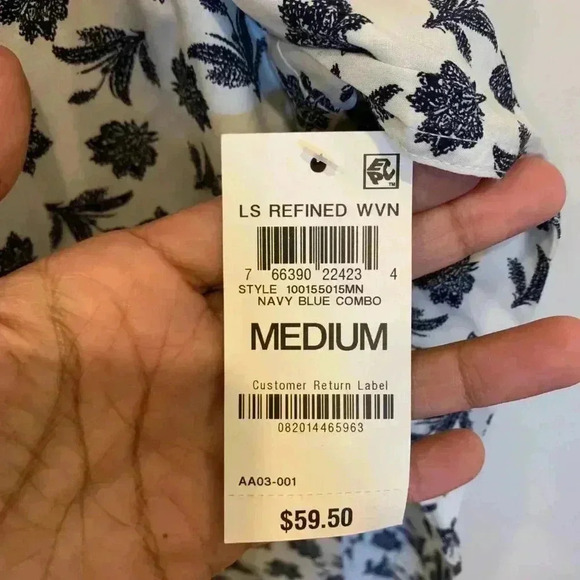 EPC™
LS REFINED WVN
7 66390 22423 4
STYLE 100155015MN
NAVY BLUE COMBO
MEDIUM
Customer Return Label
082014465963
AA03-001
$59.50